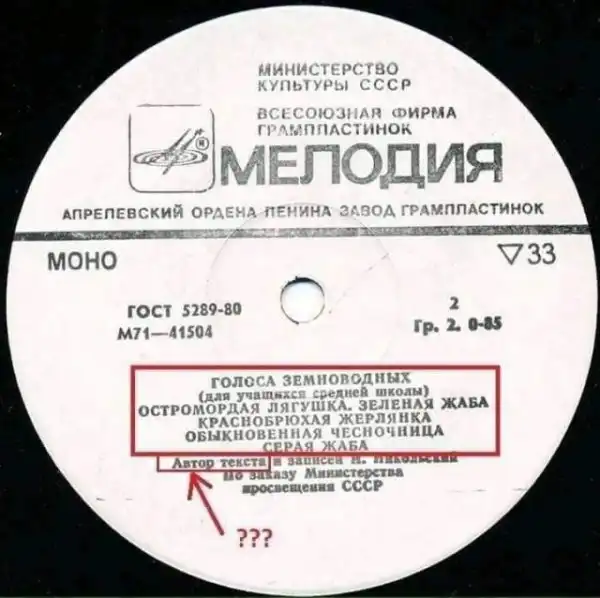 МИНИСТЕРСТВО
КУЛЬТУРЫ СССР
ВСЕСОЮЗНАЯ ФИРМА
ГРАМПЛАСТИНОК
МЕЛОДИЯ
АПРЕЛЕВСКИЙ ОРДЕНА ЛЕНИНА ЗАВОД ГРАМПЛАСТИНОК
МОНО
▽33
ГОСТ 5289-80
М71—41504
2
Гр. 2. 0-85
ГОЛОСА ЗЕМНОВОДНЫХ
(для учащихся средней школы)
ОСТРОМОРДАЯ ЛЯГУШКА. ЗЕЛЕНАЯ ЖАБА
КРАСНОБРЮХАЯ ЖЕРЛЯНКА
ОБЫКНОВЕННАЯ ЧЕСНОЧНИЦА
СЕРАЯ ЖАБА
Автор текста и записей И. Никольский
По заказу Министерства
просвещения СССР
???